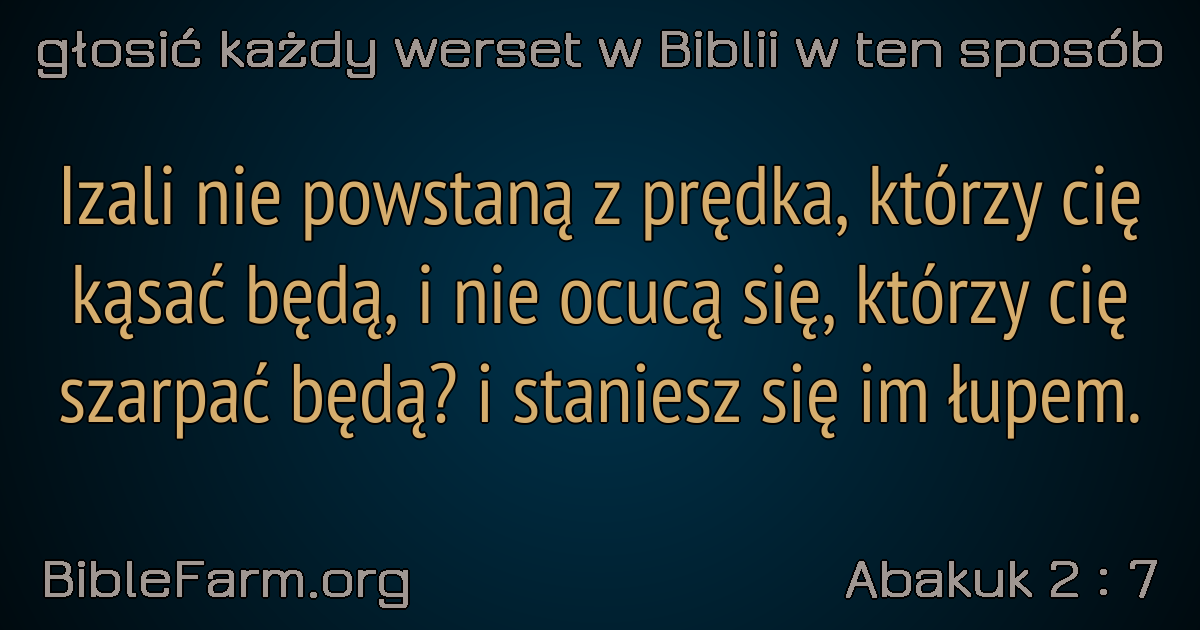 głosić każdy werset w Biblii w ten sposób
Izali nie powstaną z prędka, którzy cię
kąsać będą, i nie ocucą się, którzy cię
szarpać będą? i staniesz się im łupem.
BibleFarm.org
Abakuk 2 : 7